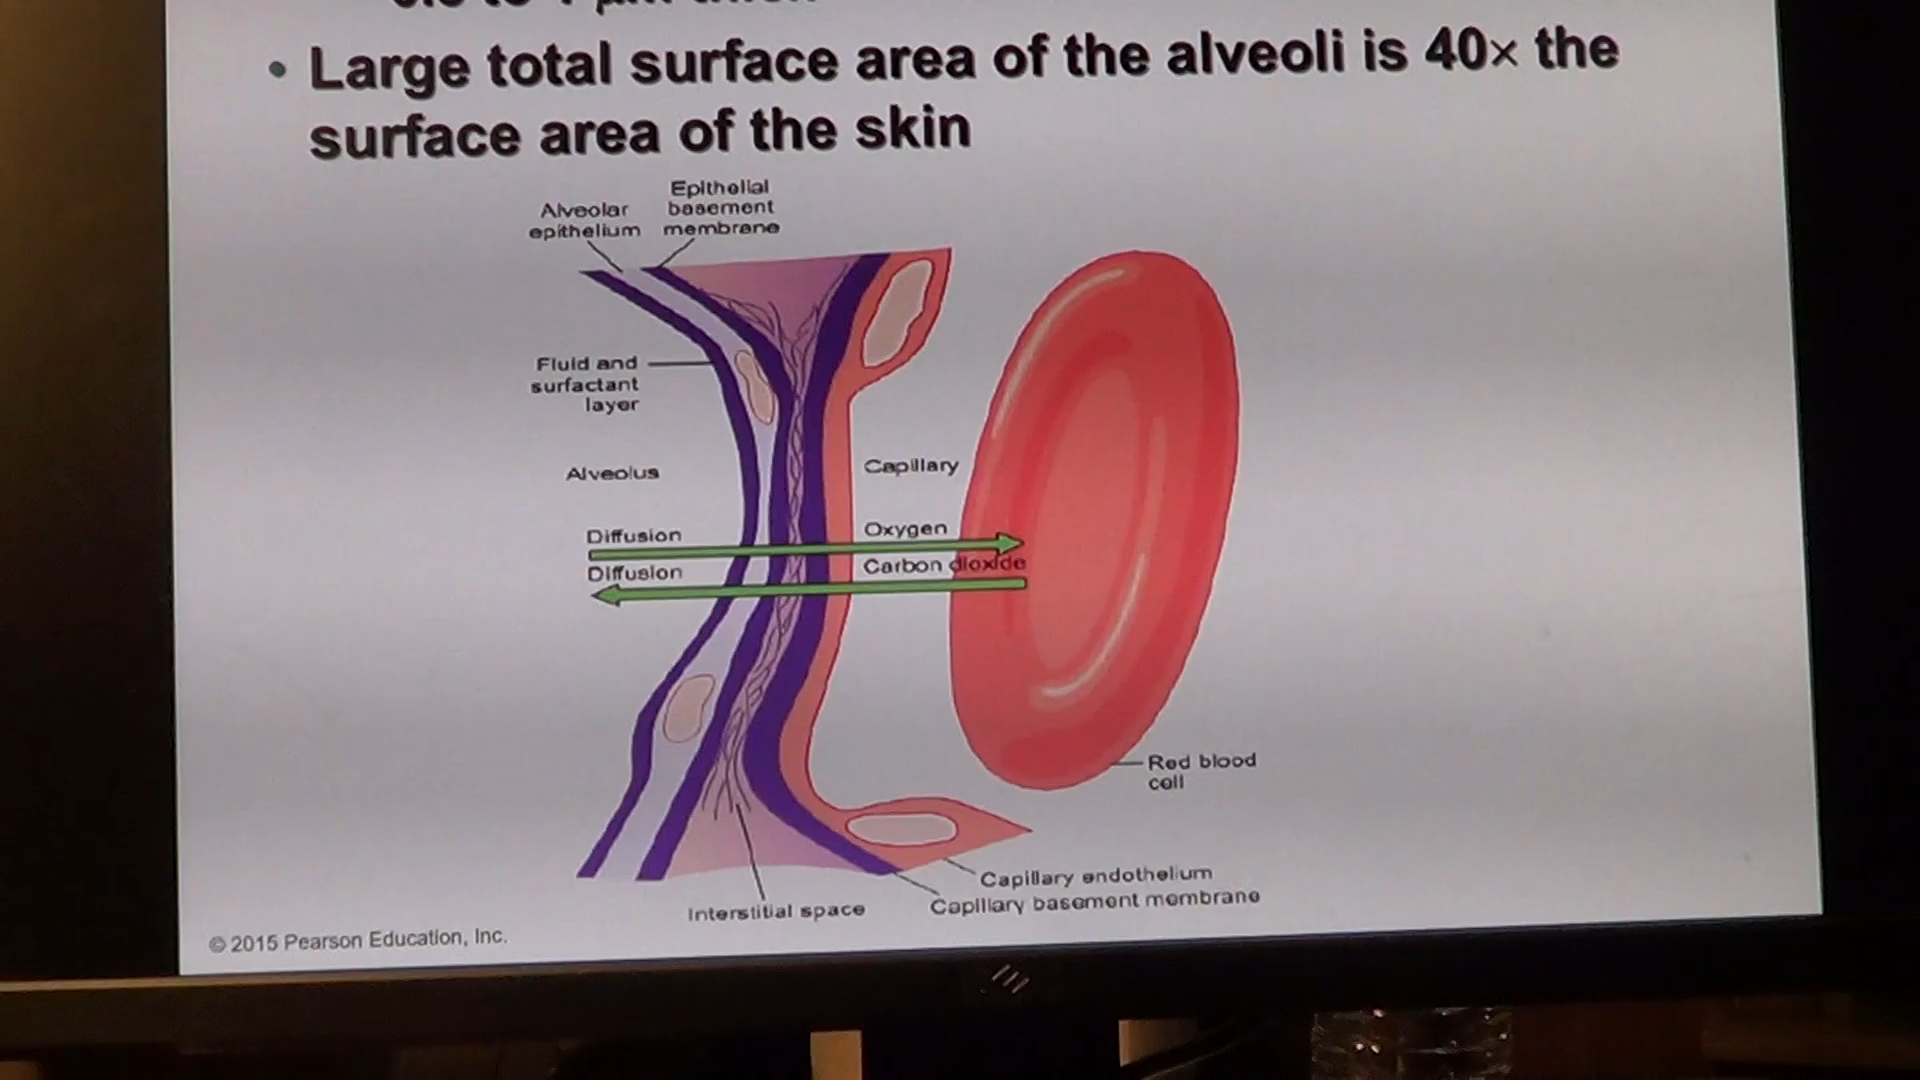 • Large total surface area of the alveoli is 40× the
surface area of the skin
Alveolar
epithelium
Epithelial
basement
membrane
Fluid and
surfactant
layer
Alveolus
Capillary
Diffusion
Oxygen
Diffusion
Carbon dioxide
Red blood
cell
Capillary endothelium
Capillary basement membrane
Interstitial space
© 2015 Pearson Education, Inc.